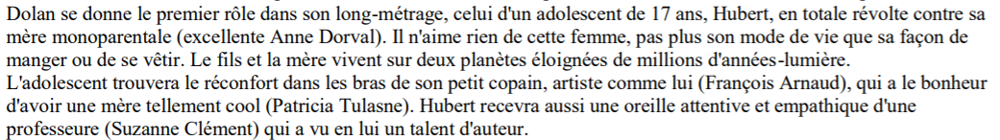 Dolan se donne le premier rôle dans son long-métrage, celui d'un adolescent de 17 ans, Hubert, en totale révolte contre sa
mère monoparentale (excellente Anne Dorval). Il n'aime rien de cette femme, pas plus son mode de vie que sa façon de
manger ou de se vêtir. Le fils et la mère vivent sur deux planètes éloignées de millions d'années-lumière.
L'adolescent trouvera le réconfort dans les bras de son petit copain, artiste comme lui (François Arnaud), qui a le bonheur
d'avoir une mère tellement cool (Patricia Tulasne). Hubert recevra aussi une oreille attentive et empathique d'une
professeure (Suzanne Clément) qui a vu en lui un talent d'auteur.